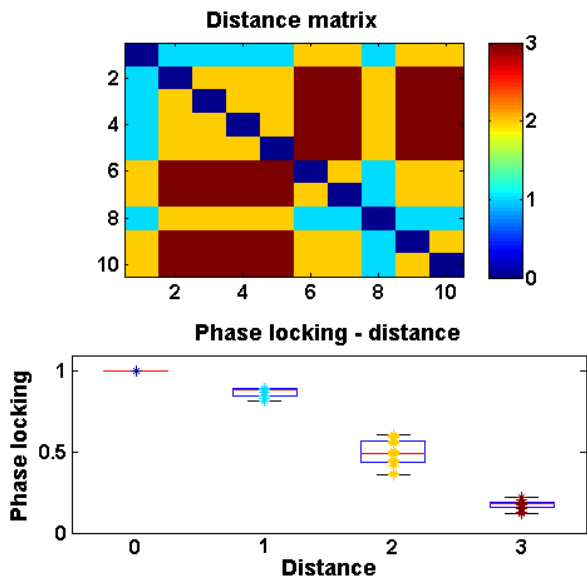 Distance matrix
2
4
6
8
10
2 4 6 8 10
3
2
1
0
Phase locking - distance
Phase locking
1
0.5
0
0 1 2 3
Distance